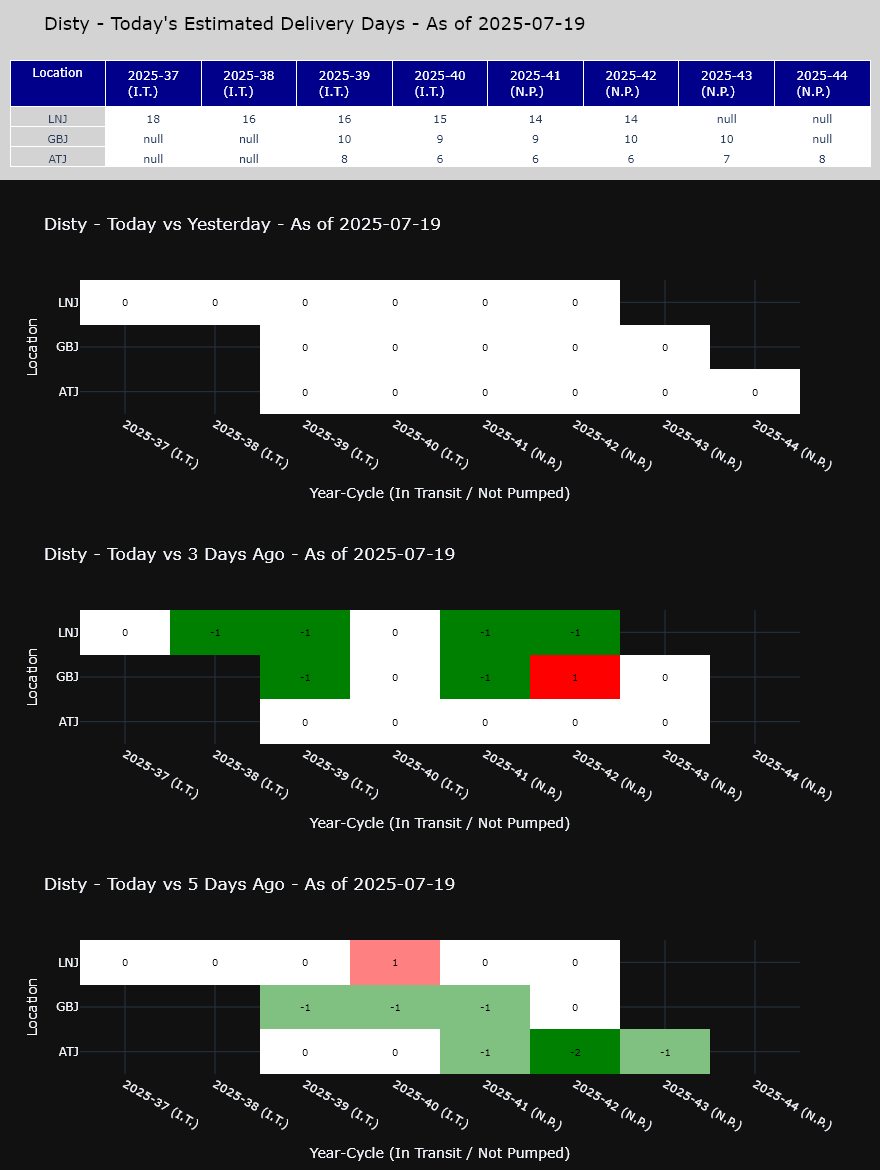 Disty - Today's Estimated Delivery Days - As of 2025-07-19
Location 2025-37 (I.T.) 2025-38 (I.T.) 2025-39 (I.T.) 2025-40 (I.T.) 2025-41 (N.P.) 2025-42 (N.P.) 2025-43 (N.P.) 2025-44 (N.P.)
LNJ 18 16 16 15 14 14 null null
GBJ null null 10 9 9 10 10 null
ATJ null null 8 6 6 6 7 8
Disty - Today vs Yesterday - As of 2025-07-19
Location
LNJ 0 0 0 0 0 0
GBJ 0 0 0 0 0
ATJ 0 0 0 0 0 0
2025-37 (I.T.) 2025-38 (I.T.) 2025-39 (I.T.) 2025-40 (I.T.) 2025-41 (N.P.) 2025-42 (N.P.) 2025-43 (N.P.) 2025-44 (N.P.)
Year-Cycle (In Transit / Not Pumped)
Disty - Today vs 3 Days Ago - As of 2025-07-19
Location
LNJ 0 -1 -1 0 -1 -1
GBJ -1 0 -1 1 0
ATJ 0 0 0 0 0
2025-37 (I.T.) 2025-38 (I.T.) 2025-39 (I.T.) 2025-40 (I.T.) 2025-41 (N.P.) 2025-42 (N.P.) 2025-43 (N.P.) 2025-44 (N.P.)
Year-Cycle (In Transit / Not Pumped)
Disty - Today vs 5 Days Ago - As of 2025-07-19
Location
LNJ 0 0 0 1 0 0
GBJ -1 -1 -1 0
ATJ 0 0 -1 -2 -1
2025-37 (I.T.) 2025-38 (I.T.) 2025-39 (I.T.) 2025-40 (I.T.) 2025-41 (N.P.) 2025-42 (N.P.) 2025-43 (N.P.) 2025-44 (N.P.)
Year-Cycle (In Transit / Not Pumped)